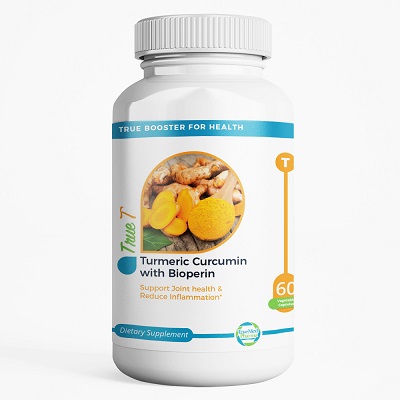 TRUE BOOSTER FOR HEALTH
T
True T
Turmeric Curcumin
with Bioperin
Support Joint health &
Reduce Inflammation*
60
Dietary Supplement